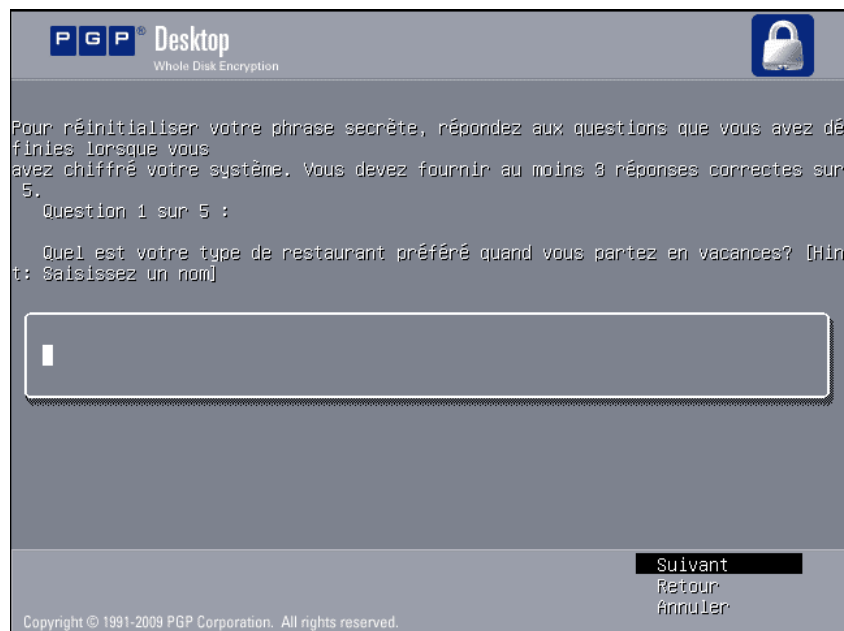 PGP® Desktop
Whole Disk Encryption
Pour réinitialiser votre phrase secrète, répondez aux questions que vous avez dé
finies lorsque vous
avez chiffré votre système. Vous devez fournir au moins 3 réponses correctes sur
5.
Question 1 sur 5 :
Quel est votre type de restaurant préféré quand vous partez en vacances? [Hin
t: Saisissez un nom]
Suivant
Retour
Annuler
Copyright © 1991-2009 PGP Corporation. All rights reserved.